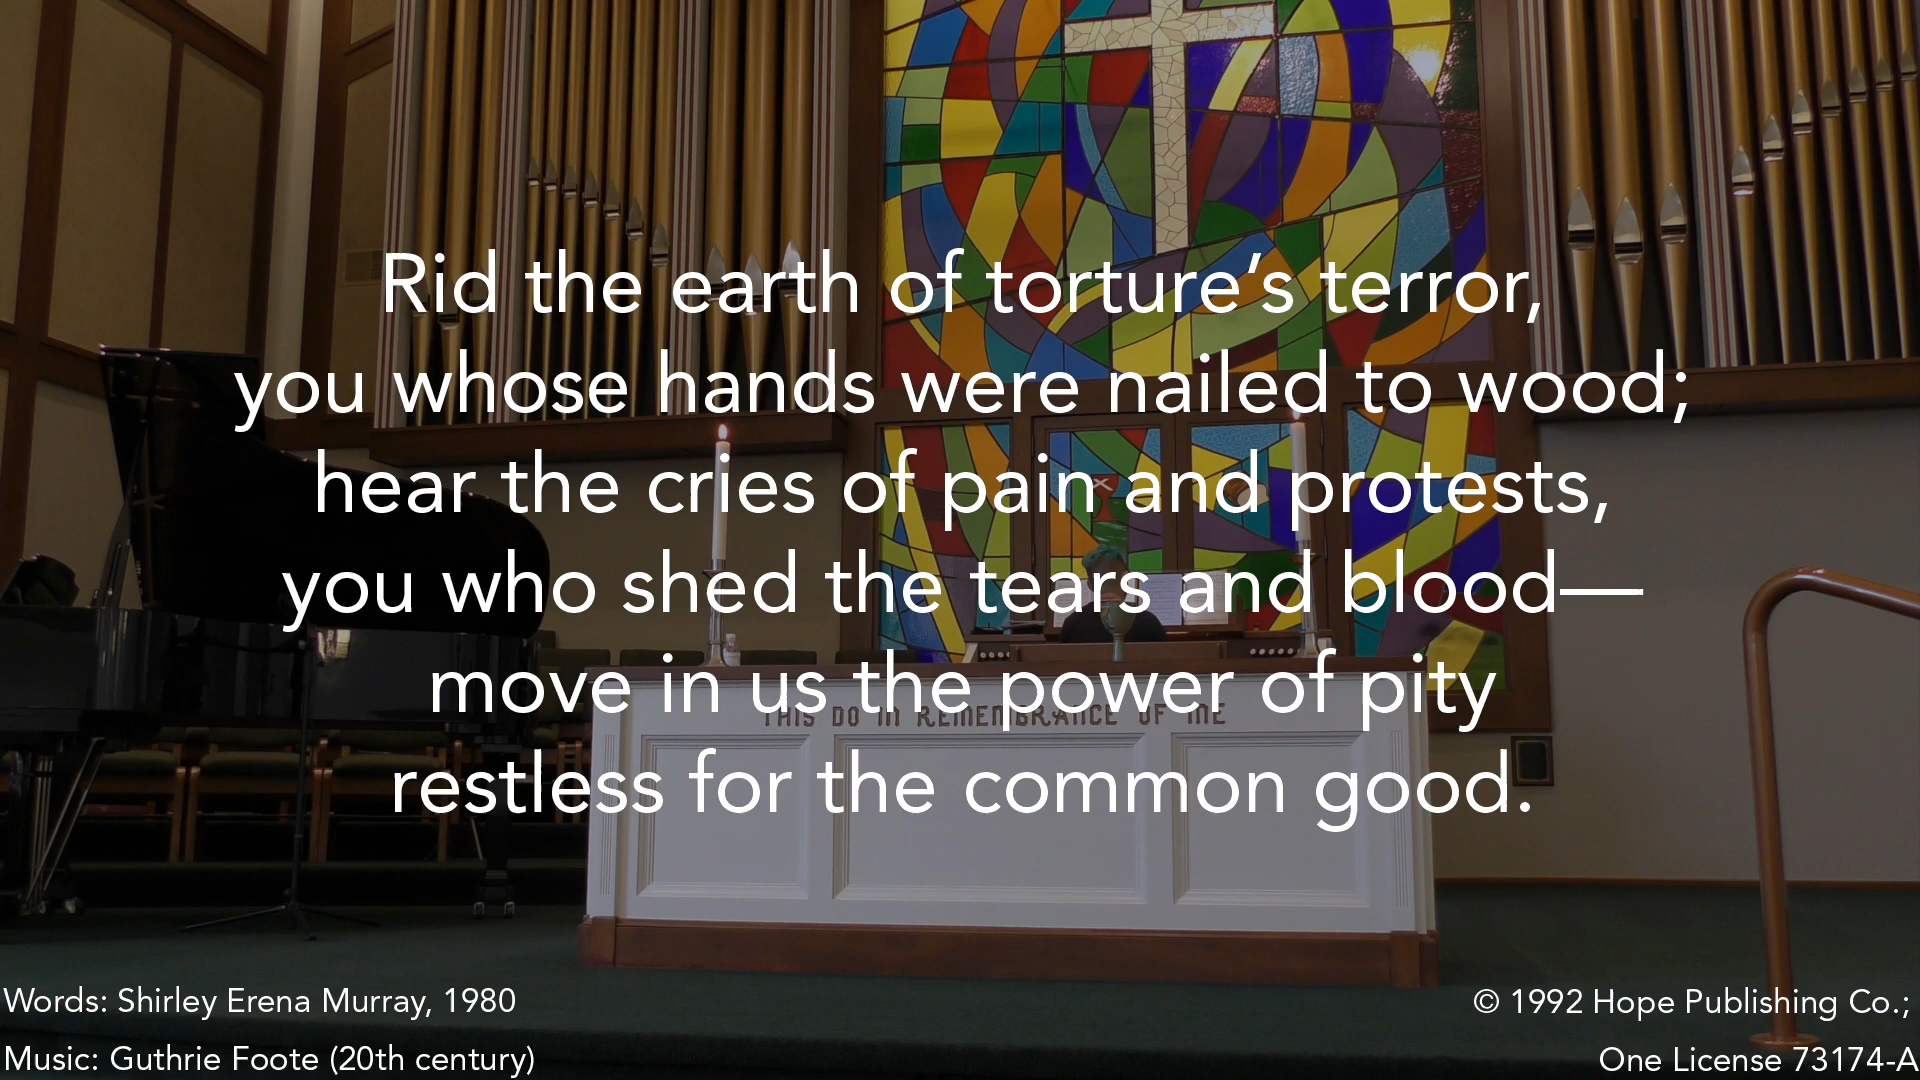 Rid the earth of torture’s terror,
you whose hands were nailed to wood;
hear the cries of pain and protests,
you who shed the tears and blood—
move in us the power of pity
THIS DO IN REMEMBRANCE OF ME
restless for the common good.
Words: Shirley Erena Murray, 1980
Music: Guthrie Foote (20th century)
© 1992 Hope Publishing Co.;
One License 73174-A